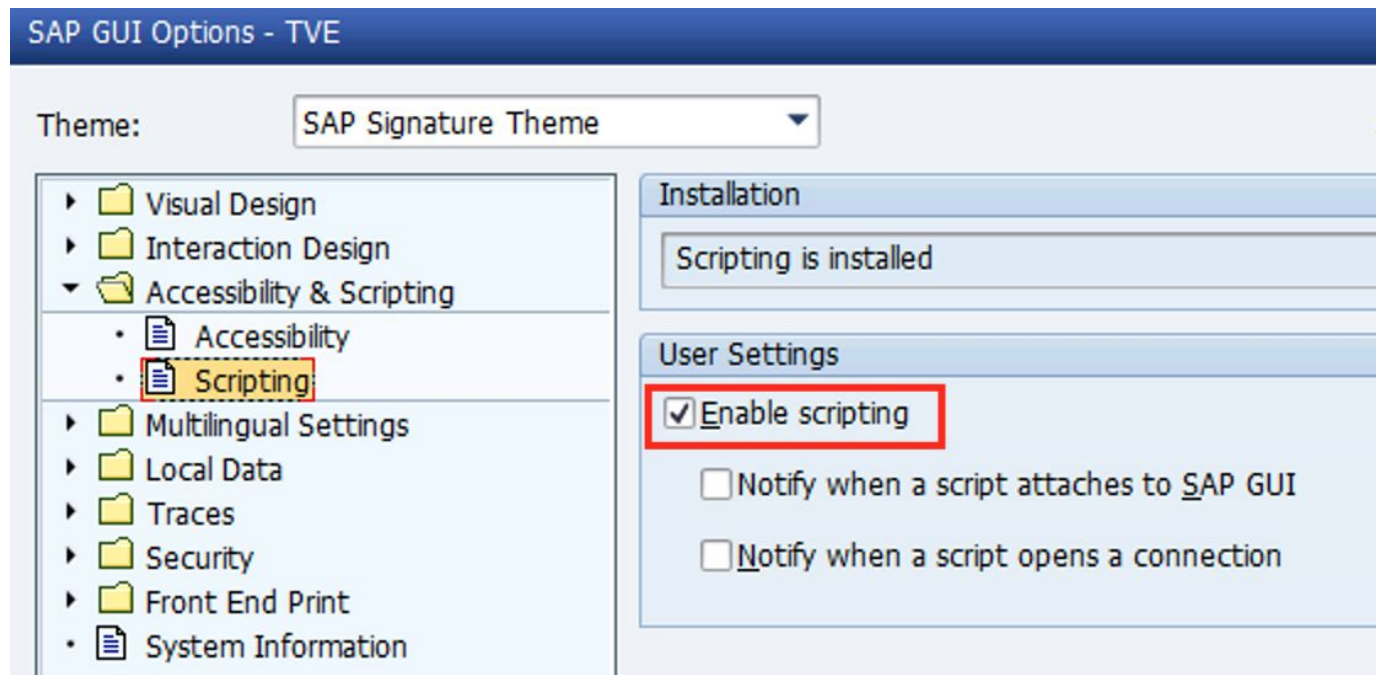 SAP GUI Options - TVE
Theme:
SAP Signature Theme
Visual Design
Interaction Design
Accessibility & Scripting
Accessibility
Scripting
Multilingual Settings
Local Data
Traces
Security
Front End Print
System Information
Installation
Scripting is installed
User Settings
Enable scripting
Notify when a script attaches to SAP GUI
Notify when a script opens a connection